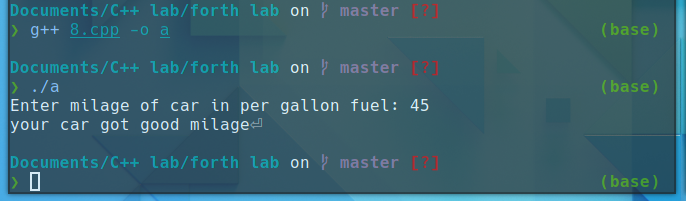 Documents/C++ lab/forth lab on ᚠ master [?]
❯ g++ 8.cpp -o a (base)
Documents/C++ lab/forth lab on ᚠ master [?]
❯ ./a (base)
Enter milage of car in per gallon fuel: 45
your car got good milage⏎
Documents/C++ lab/forth lab on ᚠ master [?]
❯ (base)